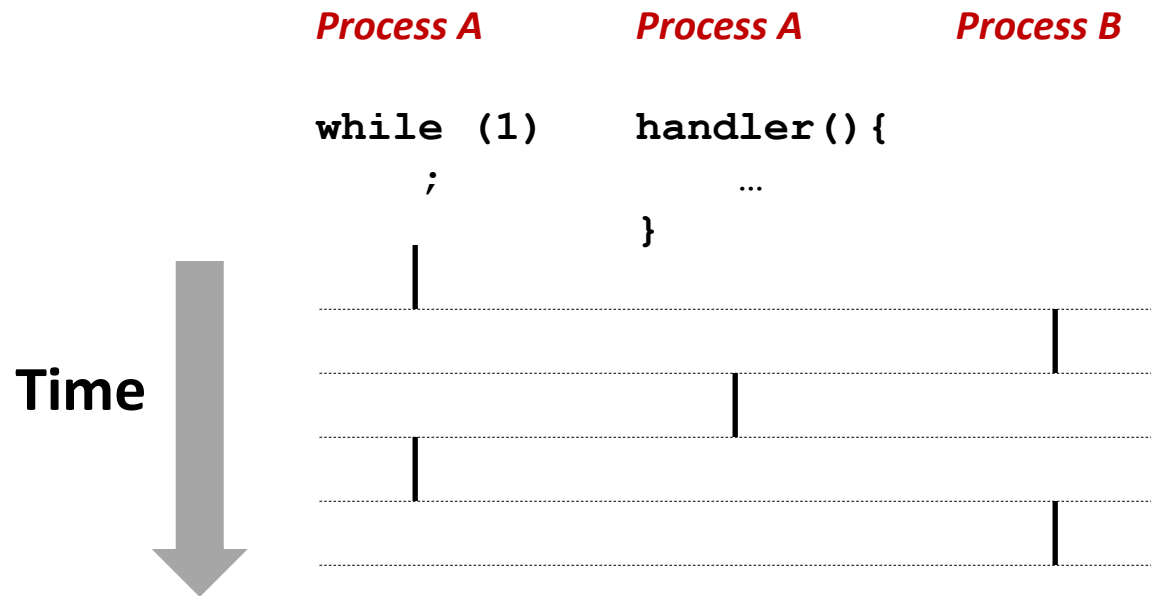 Process A Process A Process B
while (1) handler(){
; …
}
Time